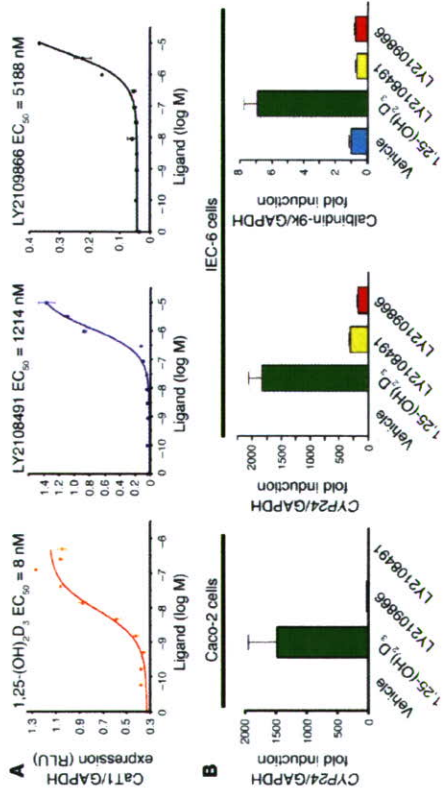 A
1,25-(OH)₂D₃ EC₅₀ = 8 nM
CaT1/GAPDH
expression (RLU)
1.3
1.1
0.9
0.7
0.5
0.3
0 -10 -9 -8 -7 -6
Ligand (log M)
LY2108491 EC₅₀ = 1214 nM
1.4
1.2
1.0
0.8
0.6
0.4
0.2
0
0 -10 -9 -8 -7 -6 -5
Ligand (log M)
LY2109866 EC₅₀ = 5188 nM
0.4
0.3
0.2
0.1
0
0 -10 -9 -8 -7 -6 -5
Ligand (log M)
B
Caco-2 cells
CYP24/GAPDH
fold induction
2000
1500
1000
500
0
Vehicle
1,25-(OH)₂D₃
LY2109866
LY2108491
IEC-6 cells
CYP24/GAPDH
fold induction
2000
1500
1000
500
0
Vehicle
1,25-(OH)₂D₃
LY2108491
LY2109866
Calbindin-9k/GAPDH
fold induction
8
6
4
2
0
Vehicle
1,25-(OH)₂D₃
LY2108491
LY2109866